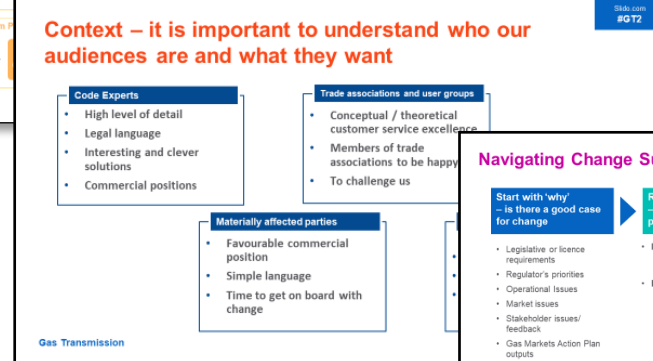 Slido.com
#GT2
Context – it is important to understand who our
audiences are and what they want
Code Experts
• High level of detail
• Legal language
• Interesting and clever
solutions
• Commercial positions
Trade associations and user groups
• Conceptual / theoretical
customer service excellence
• Members of trade
associations to be happy
• To challenge us
Materially affected parties
• Favourable commercial
position
• Simple language
• Time to get on board with
change
Gas Transmission
Navigating Change
Start with ‘why’
– is there a good case
for change
• Legislative or licence
requirements
• Regulator's priorities
• Operational Issues
• Market issues
• Stakeholder issues/
feedback
• Gas Markets Action Plan
outputs